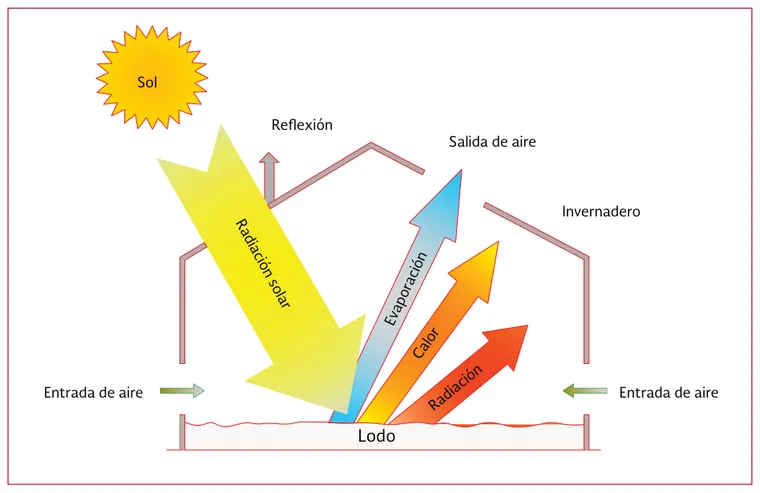 Sol
Reflexión
Salida de aire
Invernadero
Radiación solar
Evaporación
Calor
Radiación
Entrada de aire
Entrada de aire
Lodo